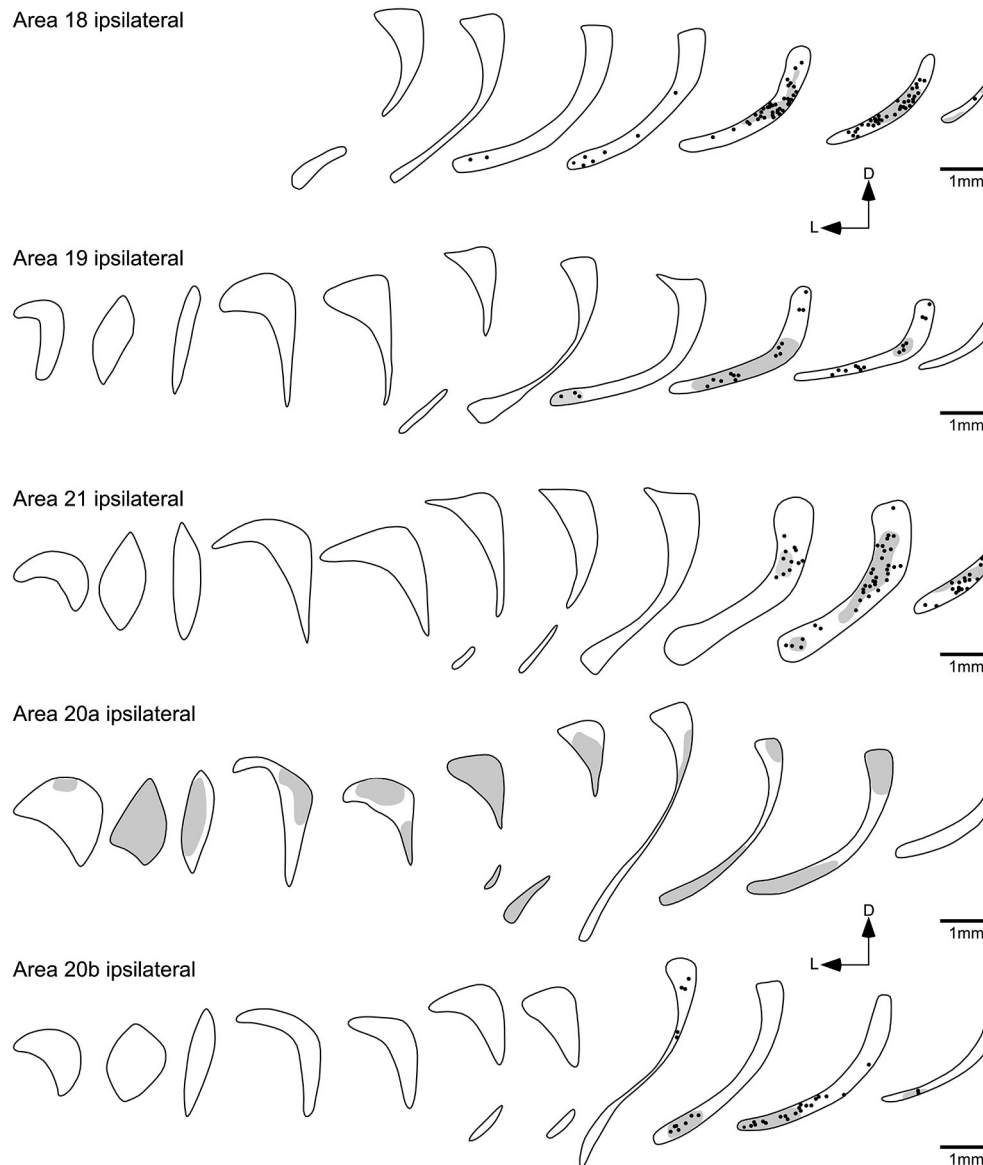 Area 18 ipsilateral
D
L
1mm
Area 19 ipsilateral
1mm
Area 21 ipsilateral
1mm
Area 20a ipsilateral
D
L
1mm
Area 20b ipsilateral
1mm